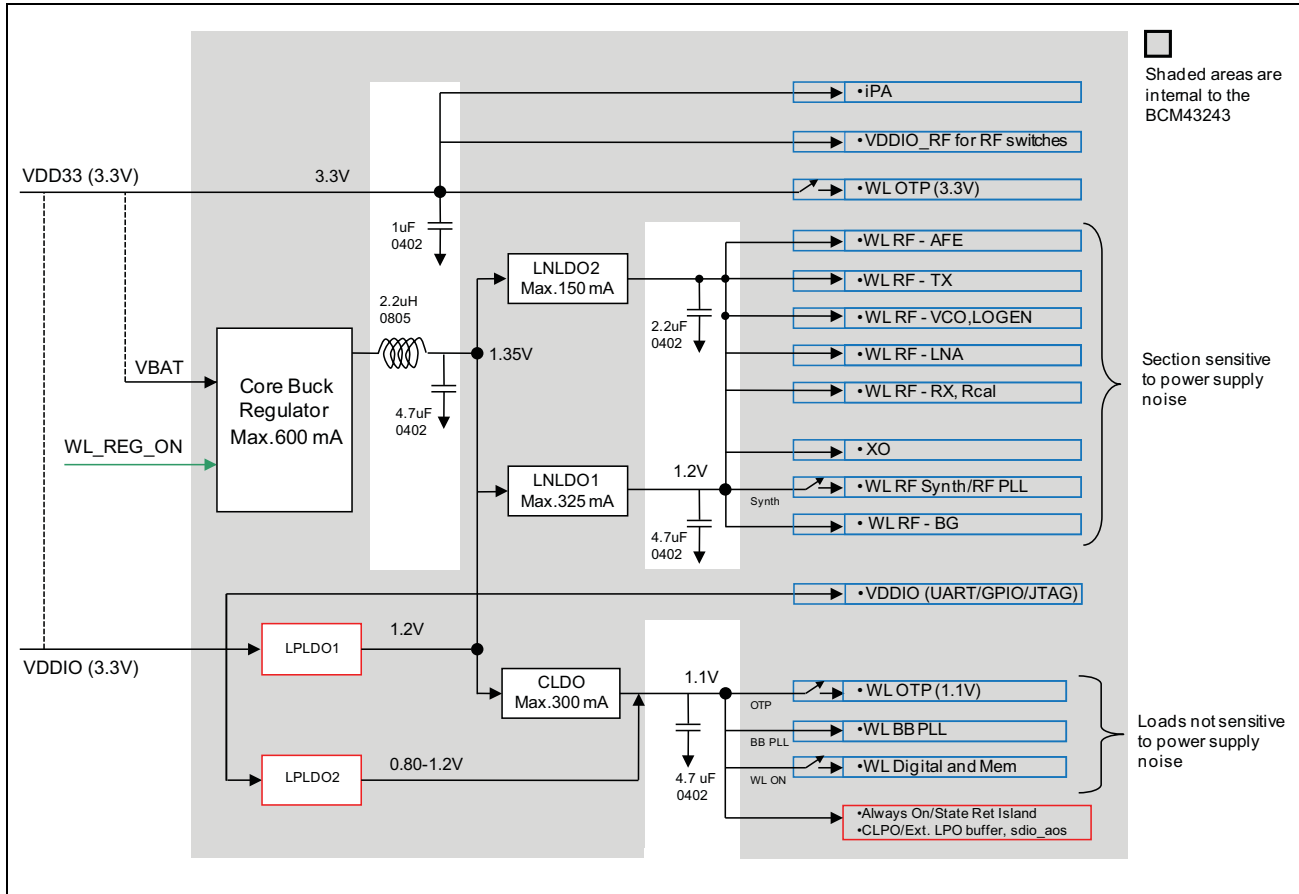 Shaded areas are
internal to the
BCM43243
•iPA
•VDDIO_RF for RF switches
VDD33 (3.3V)
3.3V
•WL OTP (3.3V)
1uF
0402
•WL RF - AFE
LNLDO2
Max.150 mA
•WL RF - TX
2.2uH
0805
2.2uF
0402
•WL RF - VCO,LOGEN
1.35V
•WL RF - LNA
VBAT
Core Buck
Regulator
Max.600 mA
4.7uF
0402
•WL RF - RX, Rcal
Section sensitive
to power supply
noise
WL_REG_ON
•XO
LNLDO1
Max.325 mA
1.2V
Synth
•WL RF Synth/RF PLL
4.7uF
0402
• WL RF - BG
•VDDIO (UART/GPIO/JTAG)
VDDIO (3.3V)
LPLDO1
1.2V
CLDO
Max.300 mA
1.1V
OTP
•WL OTP (1.1V)
BB PLL
•WL BB PLL
Loads not sensitive
to power supply
noise
LPLDO2
0.80-1.2V
4.7 uF
0402
WL ON
•WL Digital and Mem
•Always On/State Ret Island
•CLPO/Ext. LPO buffer, sdio_aos